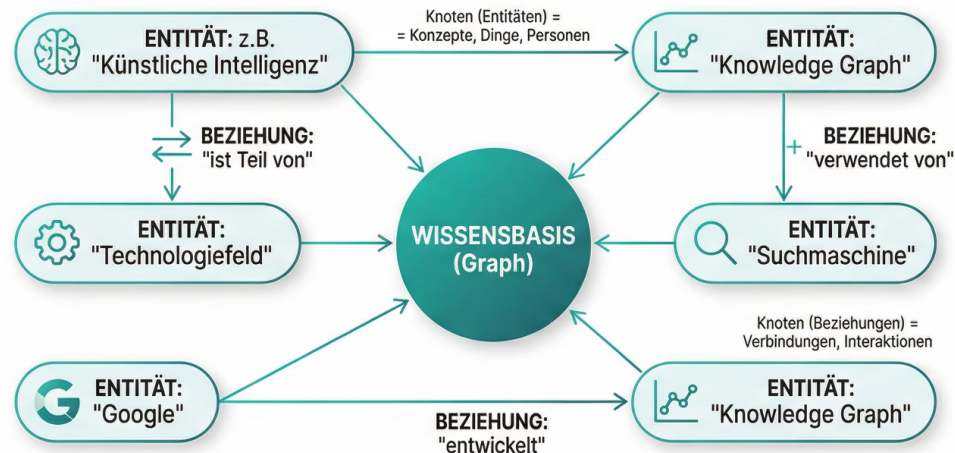 ENTITÄT: z.B.
"Künstliche Intelligenz"
Knoten (Entitäten) =
= Konzepte, Dinge, Personen
ENTITÄT:
"Knowledge Graph"
BEZIEHUNG:
"ist Teil von"
+ BEZIEHUNG:
"verwendet von"
ENTITÄT:
"Technologiefeld"
WISSENSBASIS
(Graph)
ENTITÄT:
"Suchmaschine"
Knoten (Beziehungen) =
Verbindungen, Interaktionen
ENTITÄT:
"Google"
BEZIEHUNG:
"entwickelt"
ENTITÄT:
"Knowledge Graph"